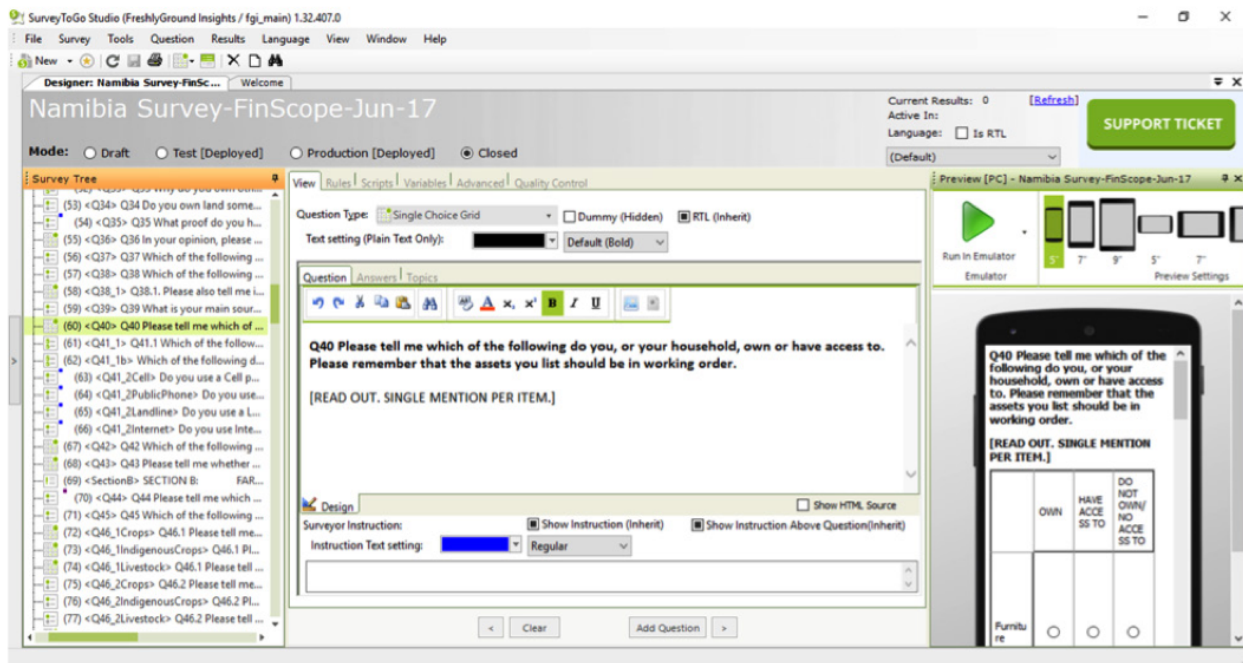 SurveyToGo Studio (FreshlyGround Insights / fgi_main) 1.32.407.0
File Survey Tools Question Results Language View Window Help
New
Designer: Namibia Survey-FinSc... Welcome
Namibia Survey-FinScope-Jun-17
Current Results: 0 [Refresh]
Active In:
Language: Is RTL
(Default)
SUPPORT TICKET
Mode: Draft Test [Deployed] Production [Deployed] Closed
Survey Tree
(52) <Q33> Q33 Why do you own oth...
(53) <Q34> Q34 Do you own land some...
(54) <Q35> Q35 What proof do you h...
(55) <Q36> Q36 In your opinion, please ...
(56) <Q37> Q37 Which of the following ...
(57) <Q38> Q38 Which of the following ...
(58) <Q38_1> Q38.1. Please also tell me i...
(59) <Q39> Q39 What is your main sour...
(60) <Q40> Q40 Please tell me which of ...
(61) <Q41_1> Q41.1 Which of the follow...
(62) <Q41_1b> Which of the following d...
(63) <Q41_2Cell> Do you use a Cell p...
(64) <Q41_2PublicPhone> Do you use...
(65) <Q41_2Landline> Do you use a L...
(66) <Q41_2Internet> Do you use Inte...
(67) <Q42> Q42 Which of the following ...
(68) <Q43> Q43 Please tell me whether ...
(69) <SectionB> SECTION B: FAR...
(70) <Q44> Q44 Please tell me which ...
(71) <Q45> Q45 Which of the following ...
(72) <Q46_1Crops> Q46.1 Please tell me...
(73) <Q46_1IndigenousCrops> Q46.1 Pl...
(74) <Q46_1Livestock> Q46.1 Please tell ...
(75) <Q46_2Crops> Q46.2 Please tell me...
(76) <Q46_2IndigenousCrops> Q46.2 Pl...
(77) <Q46_2Livestock> Q46.2 Please tell ...
View Rules Scripts Variables Advanced Quality Control
Question Type: Single Choice Grid Dummy (Hidden) RTL (Inherit)
Text setting (Plain Text Only): Default (Bold)
Question Answers Topics
A x, x² B I U
Q40 Please tell me which of the following do you, or your household, own or have access to.
Please remember that the assets you list should be in working order.
[READ OUT. SINGLE MENTION PER ITEM.]
Design Show HTML Source
Surveyor Instruction: Show Instruction (Inherit) Show Instruction Above Question(Inherit)
Instruction Text setting: Regular
< Clear Add Question >
Preview [PC] - Namibia Survey-FinScope-Jun-17
Run In Emulator
5" 7" 9" 5" 7"
Emulator Preview Settings
Q40 Please tell me which of the
following do you, or your
household, own or have access
to. Please remember that the
assets you list should be in
working order.
[READ OUT. SINGLE MENTION
PER ITEM.]
OWN
HAVE
ACCE
SS TO
DO
NOT
OWN/
NO
ACCE
SS TO
Furnitu
re